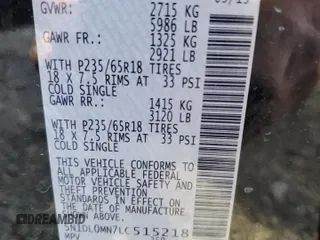 GVWR: 2715 KG
5986 LB
GAWR FR.: 1325 KG
2921 LB
WITH P235/65R18 TIRES
18 X 7.5 RIMS AT 33 PSI
COLD SINGLE
GAWR RR.: 1415 KG
3120 LB
WITH P235/65R18 TIRES
18 X 7.5 RIMS AT 33 PSI
COLD SINGLE
THIS VEHICLE CONFORMS TO
ALL APPLICABLE FEDERAL
MOTOR VEHICLE SAFETY
STANDARDS IN EFFECT ON
THE DATE OF MANUFACTURE
SHOWN ABOVE.
5N1DL0MN7LC515218
MPV
DREAMBID